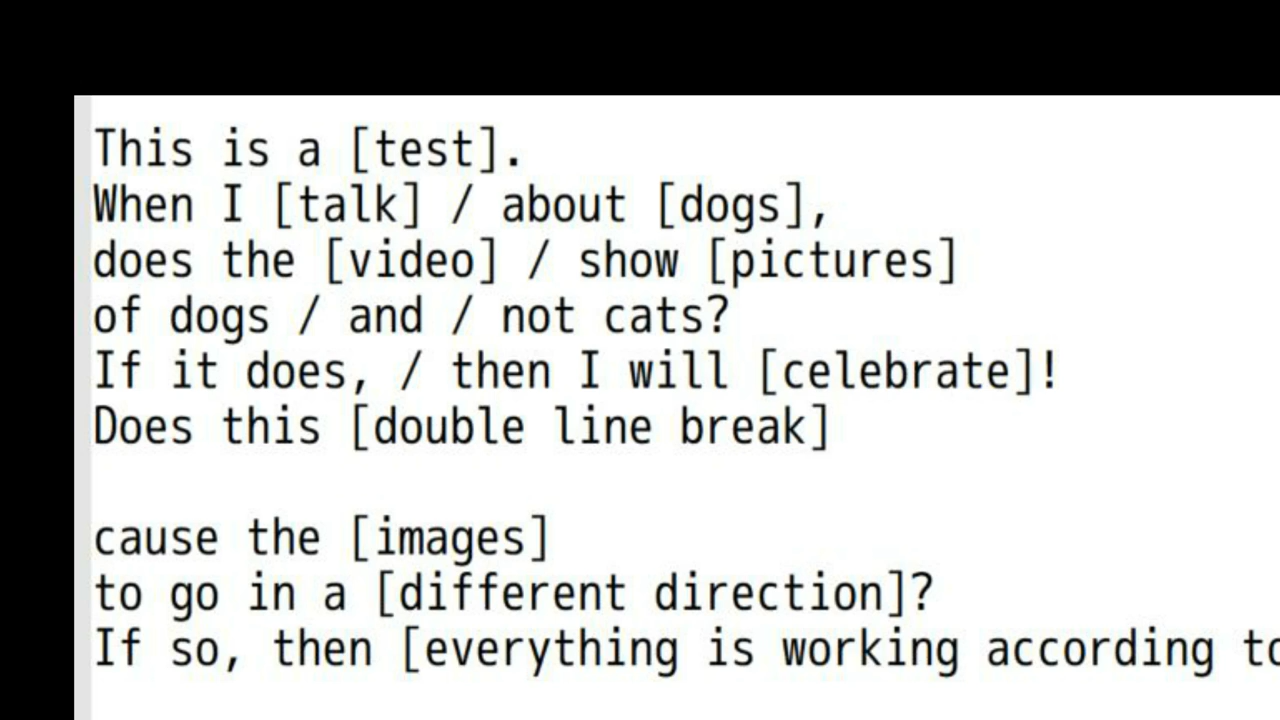 This is a [test].
When I [talk] / about [dogs],
does the [video] / show [pictures]
of dogs / and / not cats?
If it does, / then I will [celebrate]!
Does this [double line break]

cause the [images]
to go in a [different direction]?
If so, then [everything is working according to